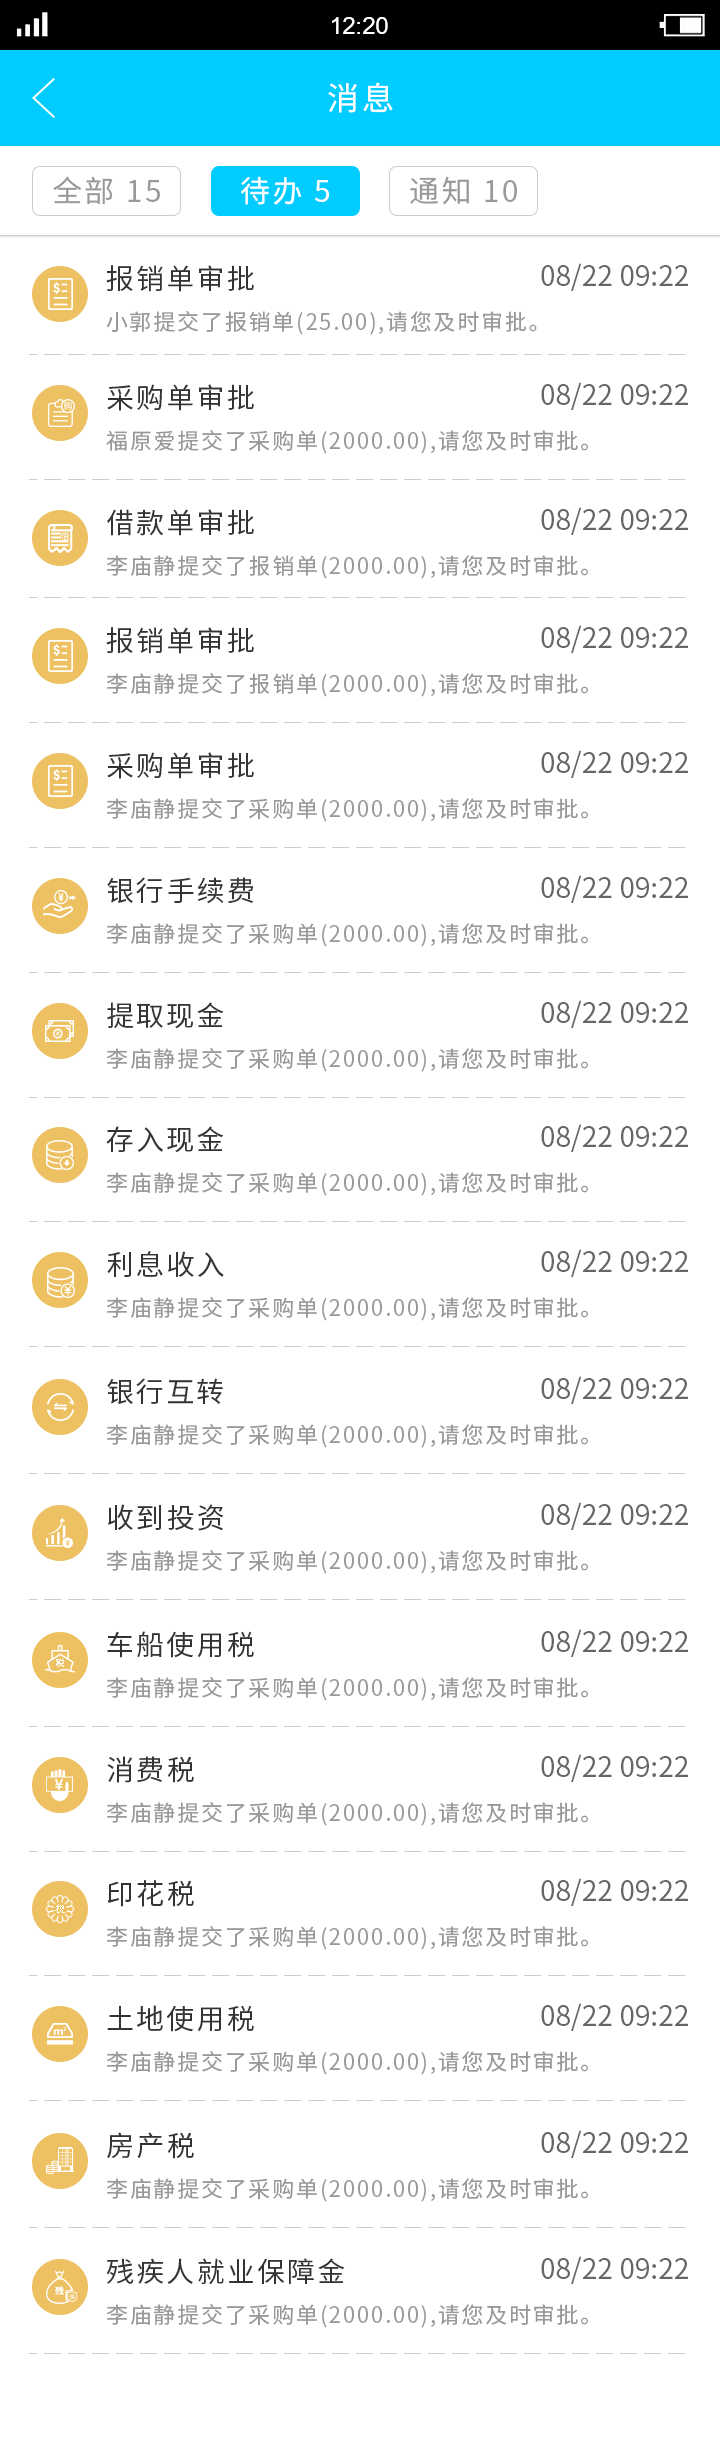 12:20
消息
全部 15
待办 5
通知 10
报销单审批 08/22 09:22
小郭提交了报销单(25.00),请您及时审批。
采购单审批 08/22 09:22
福原爱提交了采购单(2000.00),请您及时审批。
借款单审批 08/22 09:22
李庙静提交了报销单(2000.00),请您及时审批。
报销单审批 08/22 09:22
李庙静提交了报销单(2000.00),请您及时审批。
采购单审批 08/22 09:22
李庙静提交了采购单(2000.00),请您及时审批。
银行手续费 08/22 09:22
李庙静提交了采购单(2000.00),请您及时审批。
提取现金 08/22 09:22
李庙静提交了采购单(2000.00),请您及时审批。
存入现金 08/22 09:22
李庙静提交了采购单(2000.00),请您及时审批。
利息收入 08/22 09:22
李庙静提交了采购单(2000.00),请您及时审批。
银行互转 08/22 09:22
李庙静提交了采购单(2000.00),请您及时审批。
收到投资 08/22 09:22
李庙静提交了采购单(2000.00),请您及时审批。
车船使用税 08/22 09:22
李庙静提交了采购单(2000.00),请您及时审批。
消费税 08/22 09:22
李庙静提交了采购单(2000.00),请您及时审批。
印花税 08/22 09:22
李庙静提交了采购单(2000.00),请您及时审批。
土地使用税 08/22 09:22
李庙静提交了采购单(2000.00),请您及时审批。
房产税 08/22 09:22
李庙静提交了采购单(2000.00),请您及时审批。
残疾人就业保障金 08/22 09:22
李庙静提交了采购单(2000.00),请您及时审批。